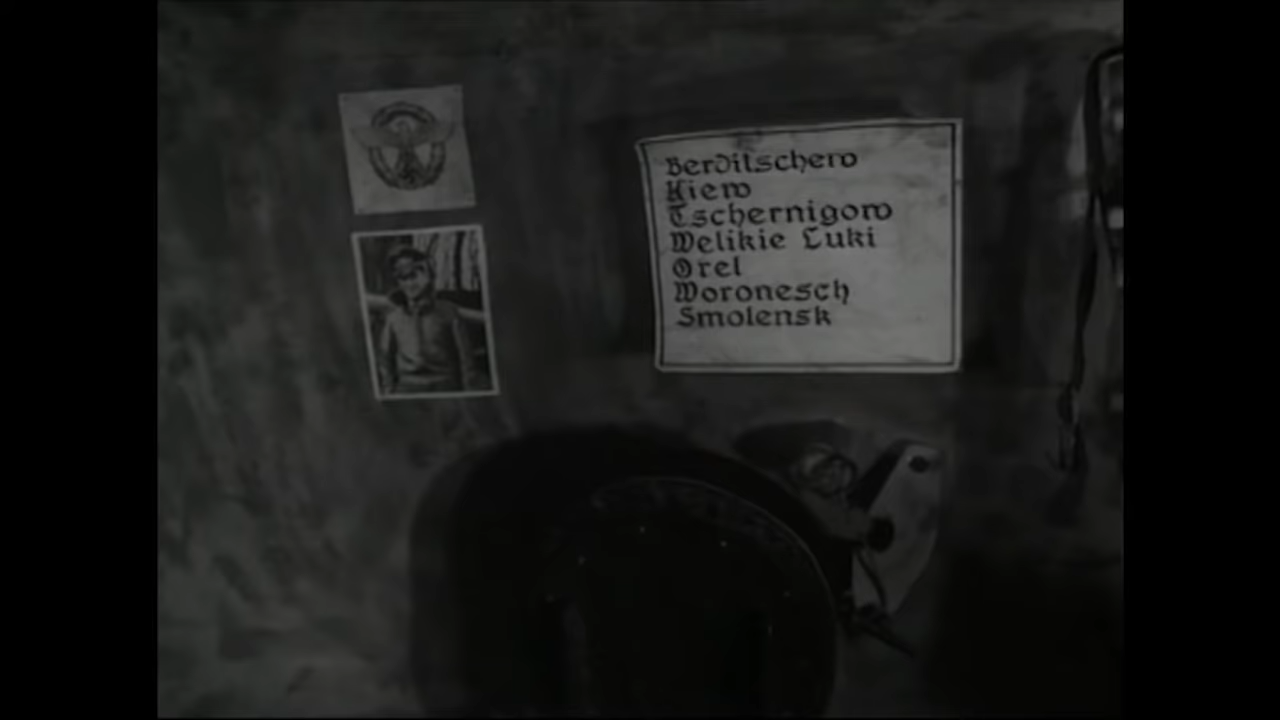 Berditschew
Kiew
Tschernigow
Welikie Luki
Orel
Woronesch
Smolensk